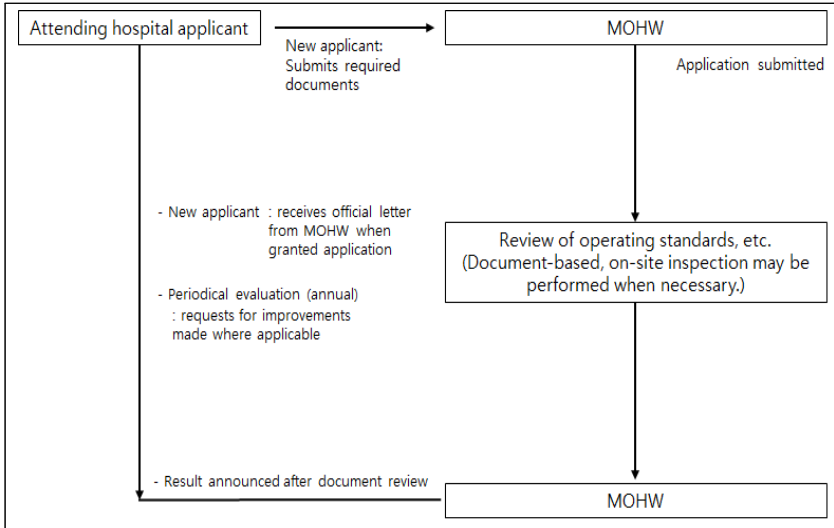 Attending hospital applicant
MOHW
New applicant:
Submits required
documents
Application submitted
- New applicant : receives official letter
from MOHW when
granted application
- Periodical evaluation (annual)
: requests for improvements
made where applicable
Review of operating standards, etc.
(Document-based, on-site inspection may be
performed when necessary.)
- Result announced after document review
MOHW